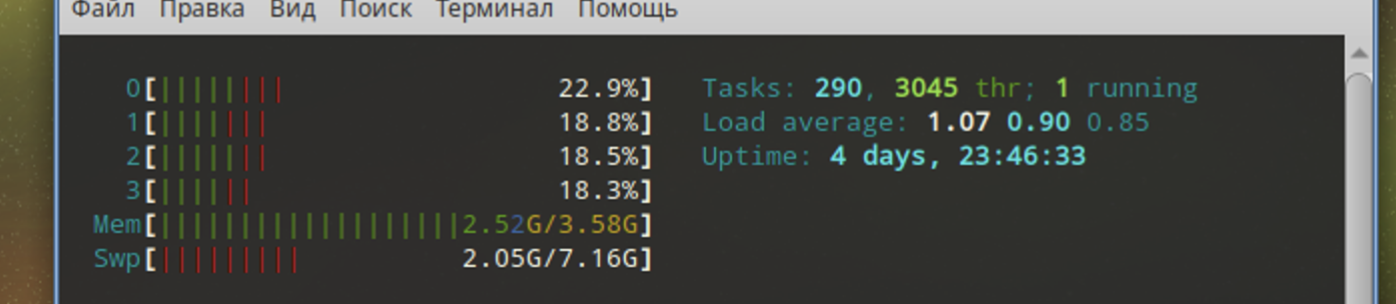 Файл Правка Вид Поиск Терминал Помощь
0[||||||||                 22.9%] Tasks: 290, 3045 thr; 1 running
1[|||||||                  18.8%] Load average: 1.07 0.90 0.85
2[|||||||                  18.5%] Uptime: 4 days, 23:46:33
3[||||||                   18.3%]
Mem[|||||||||||||||||||2.52G/3.58G]
Swp[|||||||||          2.05G/7.16G]